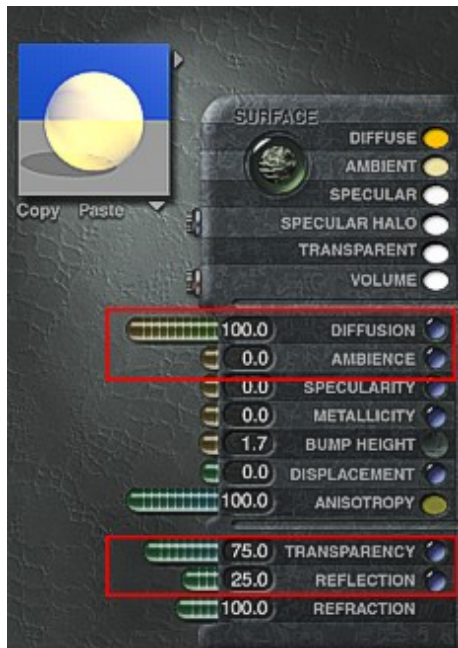 Copy Paste
SURFACE
DIFFUSE
AMBIENT
SPECULAR
SPECULAR HALO
TRANSPARENT
VOLUME
100.0 DIFFUSION
0.0 AMBIENCE
0.0 SPECULARITY
0.0 METALLICITY
1.7 BUMP HEIGHT
0.0 DISPLACEMENT
100.0 ANISOTROPY
75.0 TRANSPARENCY
25.0 REFLECTION
100.0 REFRACTION